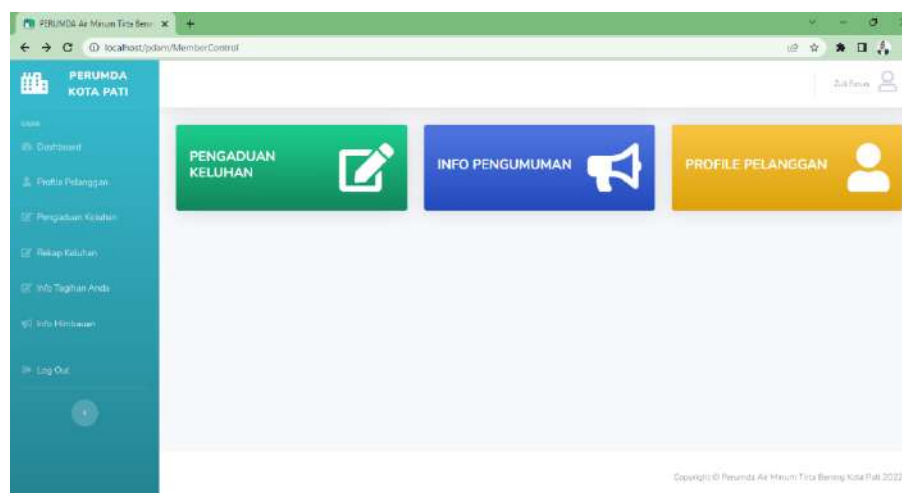 PERUMDA Air Minum Tirta Benin
localhost/pdam/MemberControl
PERUMDA
KOTA PATI
Dashboard
Profile Pelanggan
Pengaduan Keluhan
Rekap Keluhan
Info Tagihan Anda
Info Himbauan
Log Out
PENGADUAN
KELUHAN
INFO PENGUMUMAN
PROFILE PELANGGAN
Copyright © Perumda Air Minum Tirta Bening Kota Pati 2022